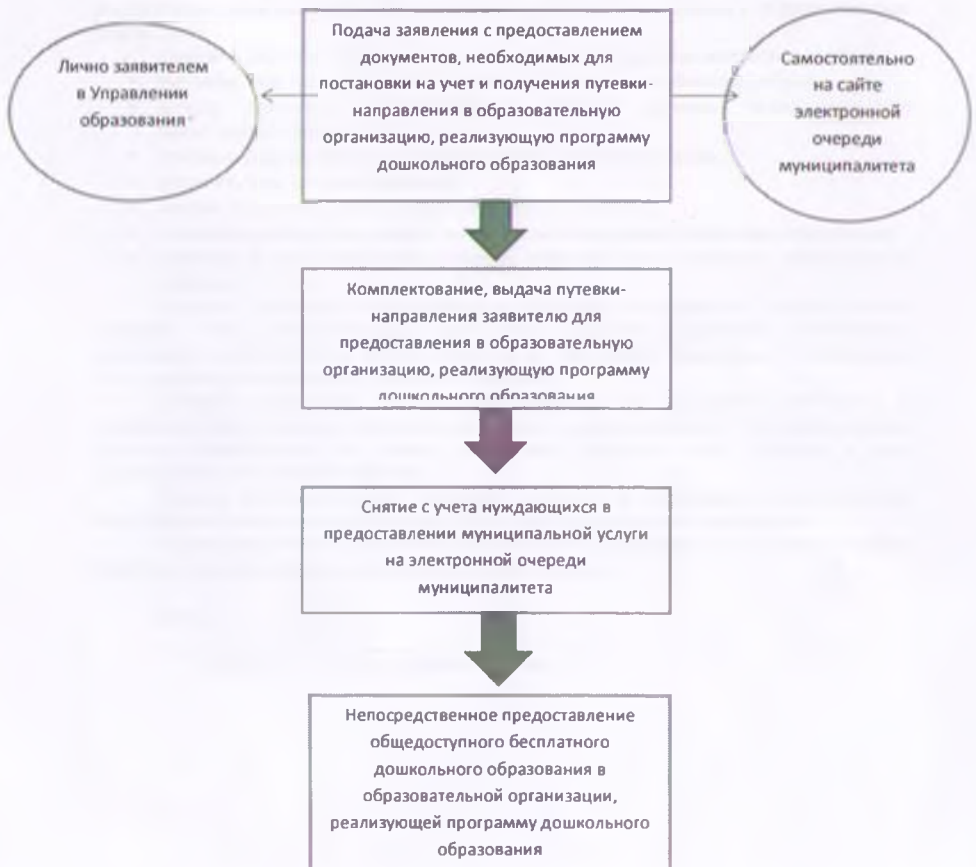 Подача заявления с предоставлением
документов, необходимых для
постановки на учет и получения путевки-
направления в образовательную
организацию, реализующую программу
дошкольного образования
Лично заявителем
в Управлении
образования
Самостоятельно
на сайте
электронной
очереди
муниципалитета
Комплектование, выдача путевки-
направления заявителю для
предоставления в образовательную
организацию, реализующую программу
дошкольного образования
Снятие с учета нуждающихся в
предоставлении муниципальной услуги
на электронной очереди
муниципалитета
Непосредственное предоставление
общедоступного бесплатного
дошкольного образования в
образовательной организации,
реализующей программу дошкольного
образования